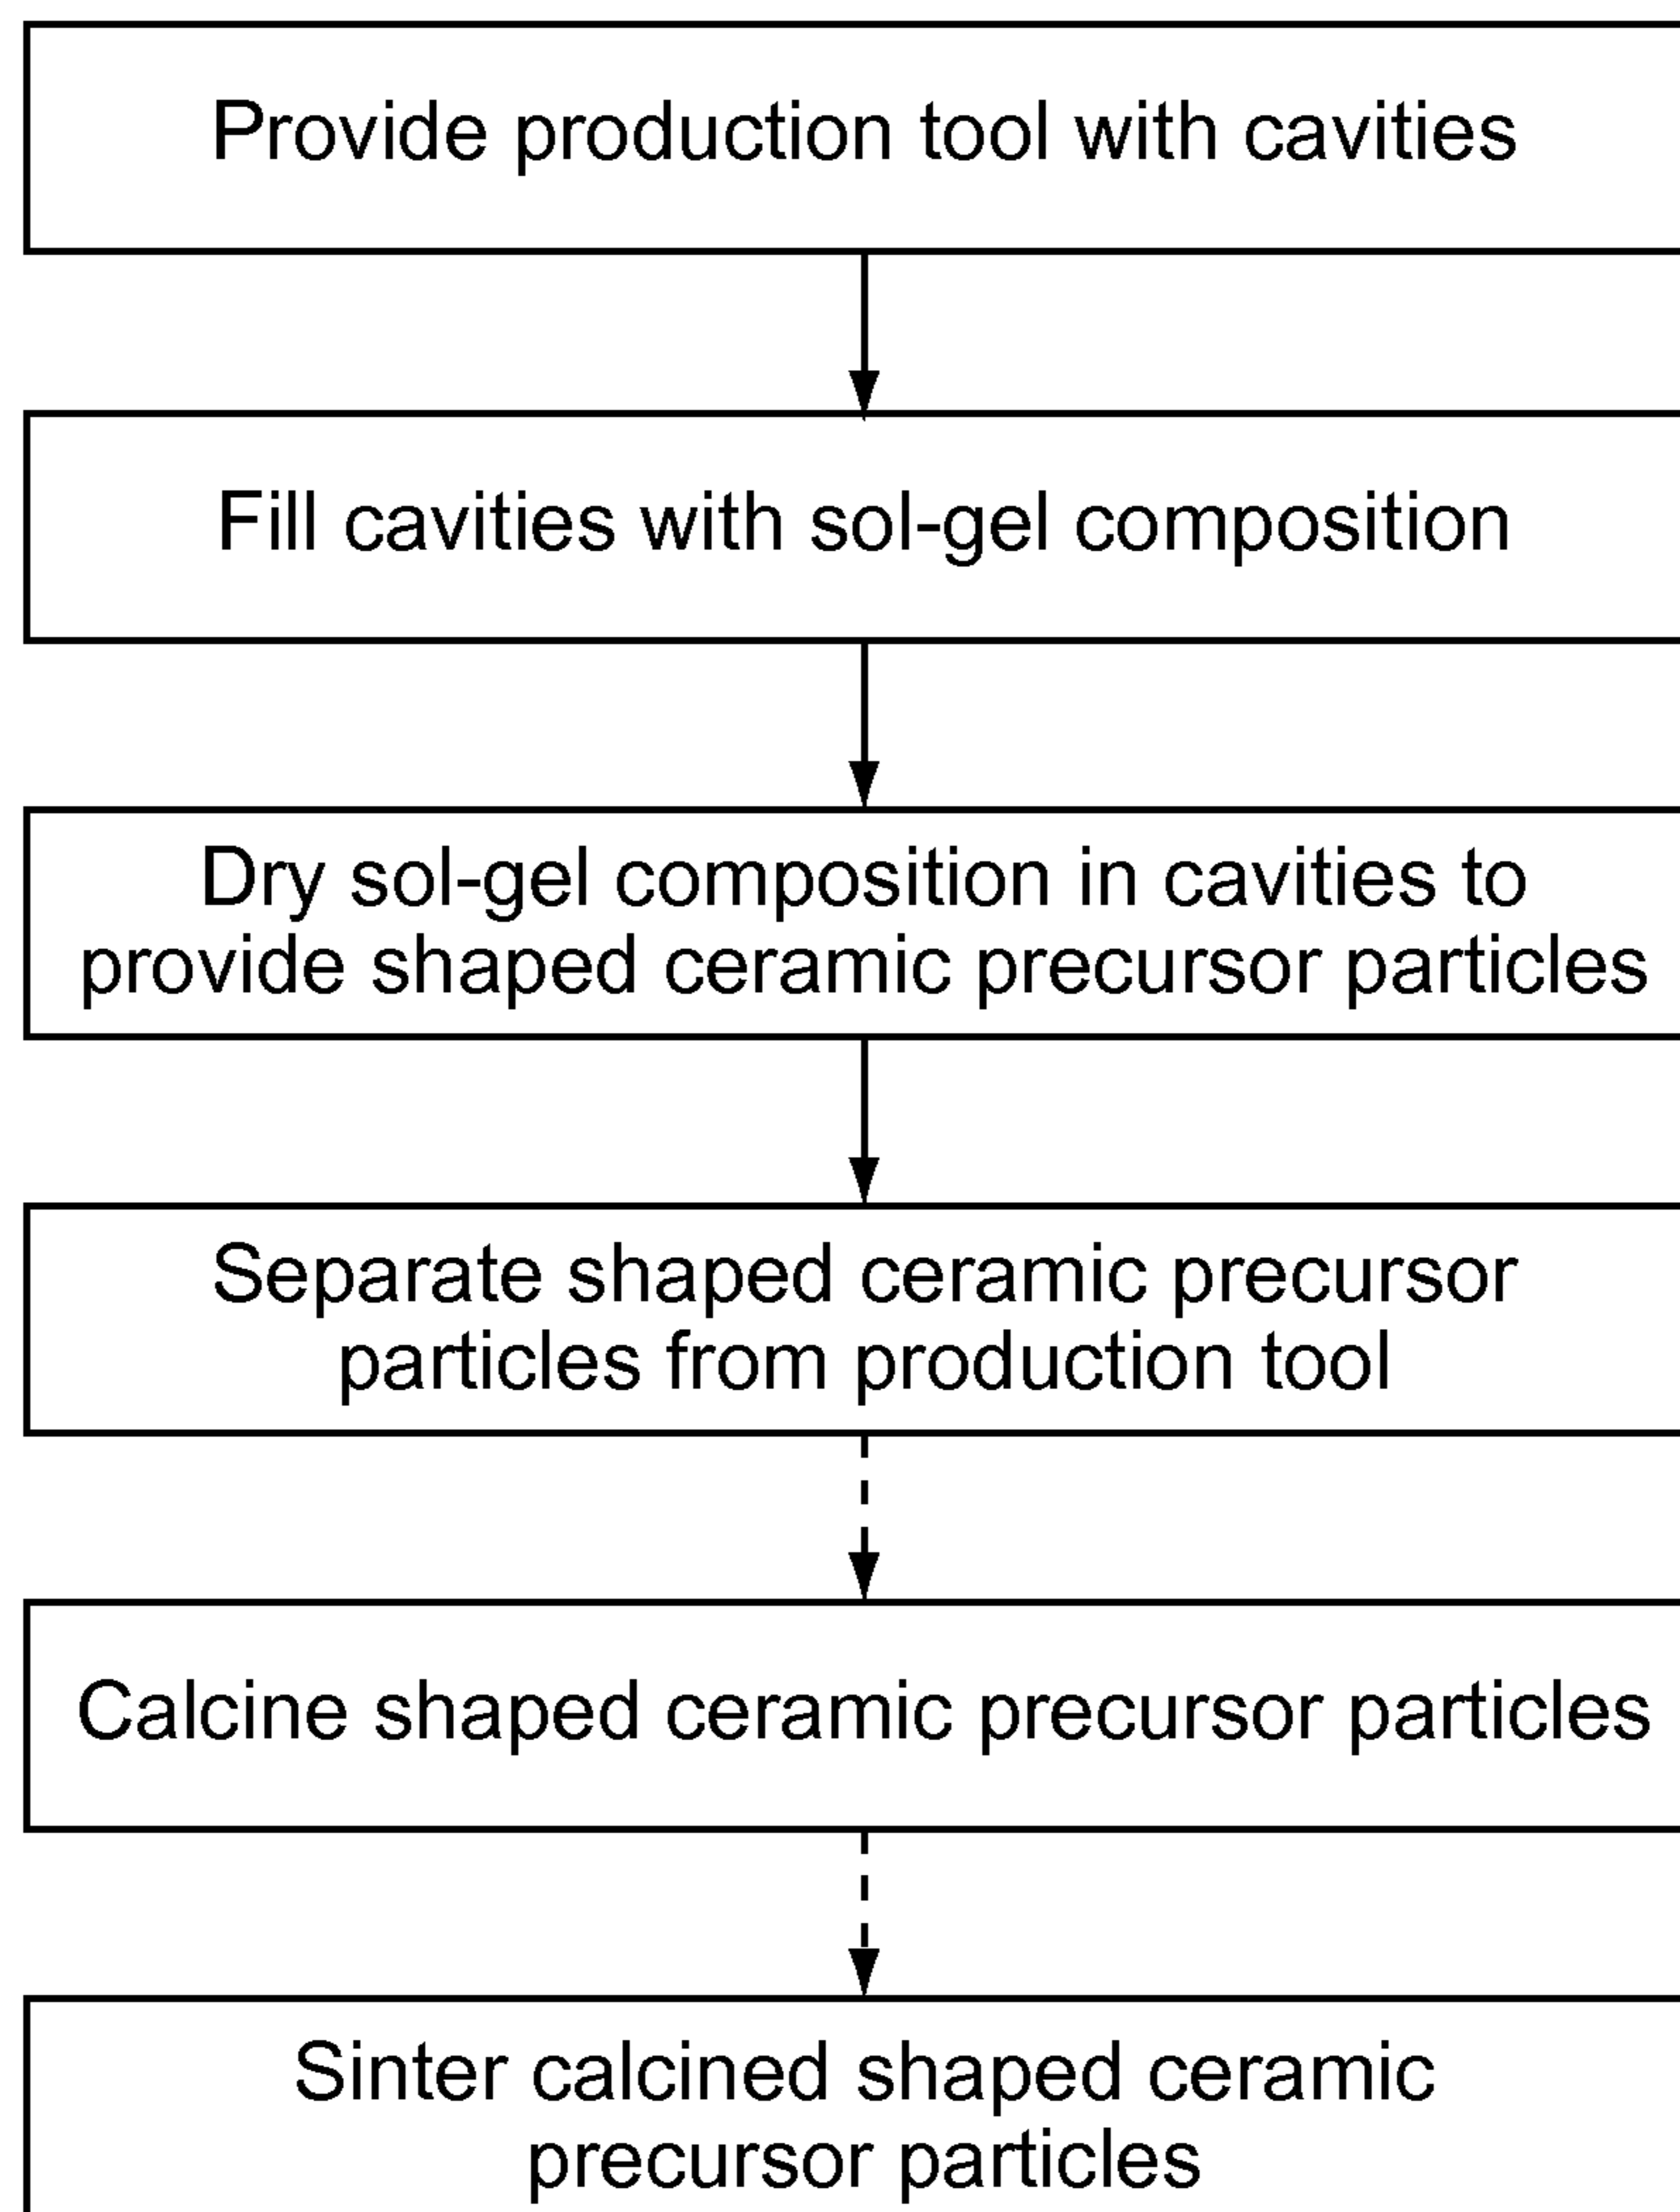 Provide production tool with cavities
Fill cavities with sol-gel composition
Dry sol-gel composition in cavities to
provide shaped ceramic precursor particles
Separate shaped ceramic precursor
particles from production tool
Calcine shaped ceramic precursor particles
Sinter calcined shaped ceramic
precursor particles